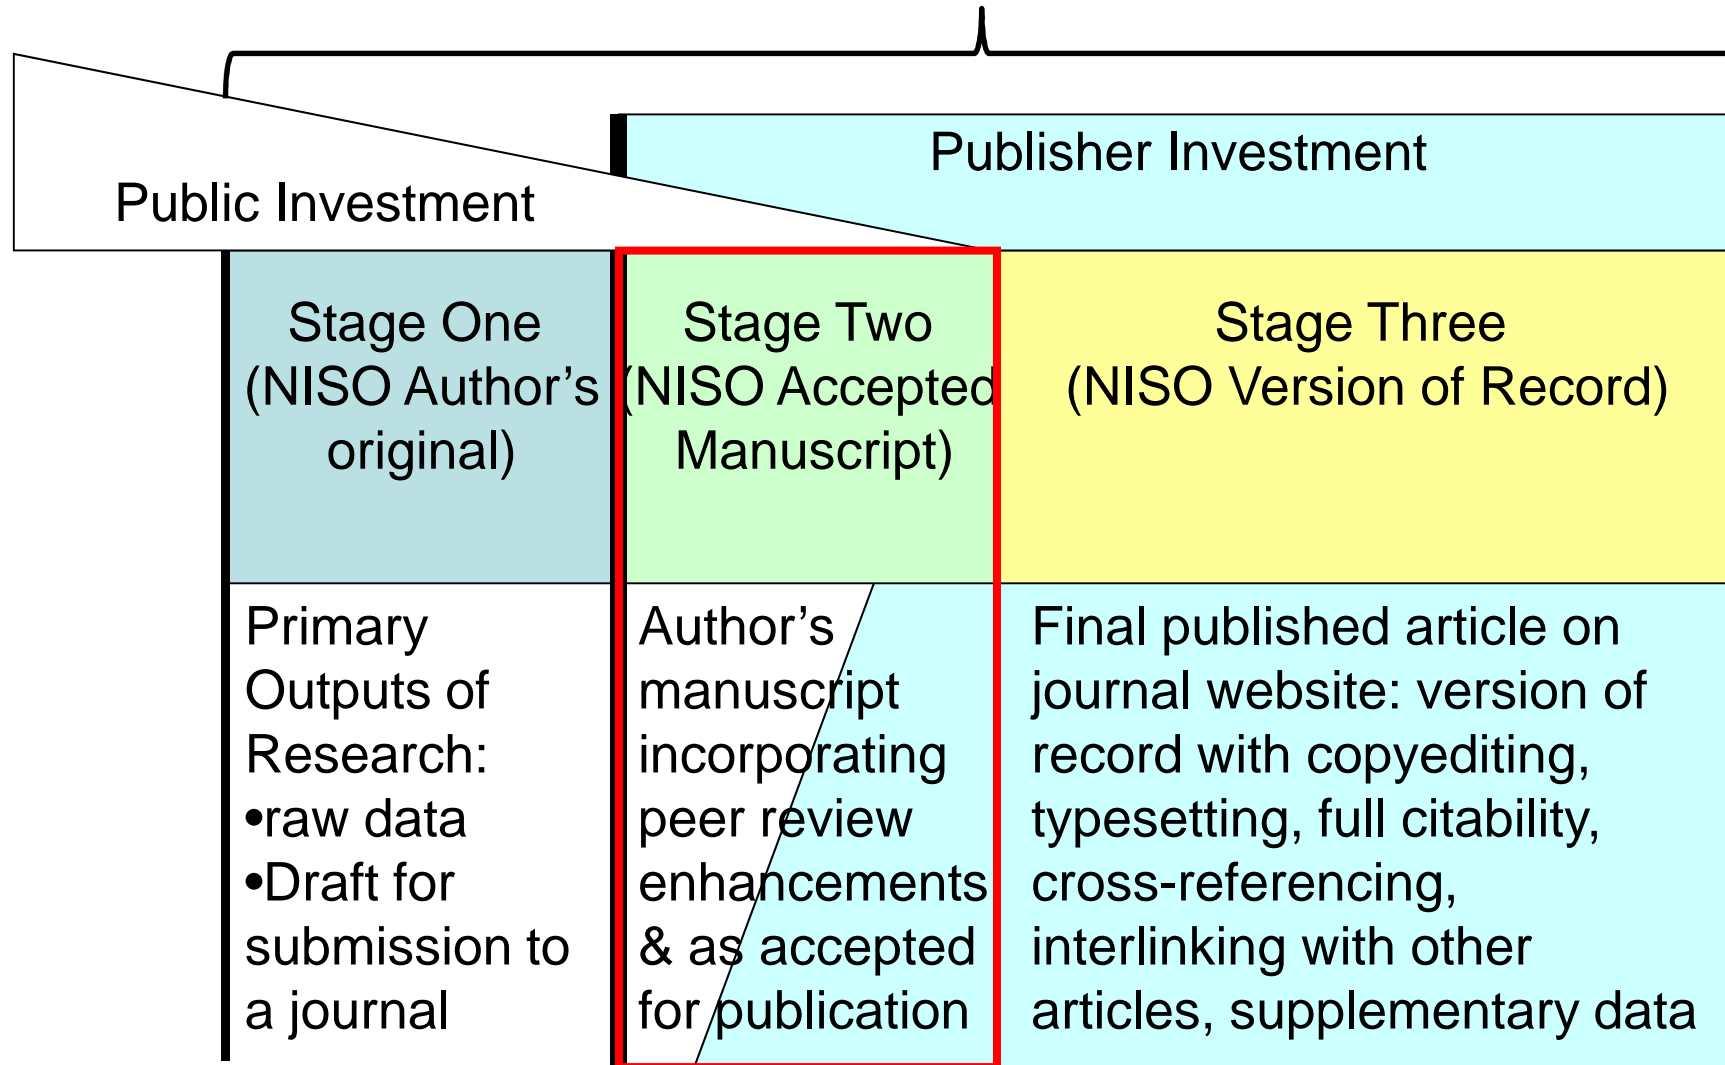 Publisher Investment
Public Investment
Stage One
(NISO Author’s
original)
Stage Two
(NISO Accepted
Manuscript)
Stage Three
(NISO Version of Record)
Primary
Outputs of
Research:
•raw data
•Draft for
submission to
a journal
Author’s
manuscript
incorporating
peer review
enhancements
& as accepted
for publication
Final published article on
journal website: version of
record with copyediting,
typesetting, full citability,
cross-referencing,
interlinking with other
articles, supplementary data